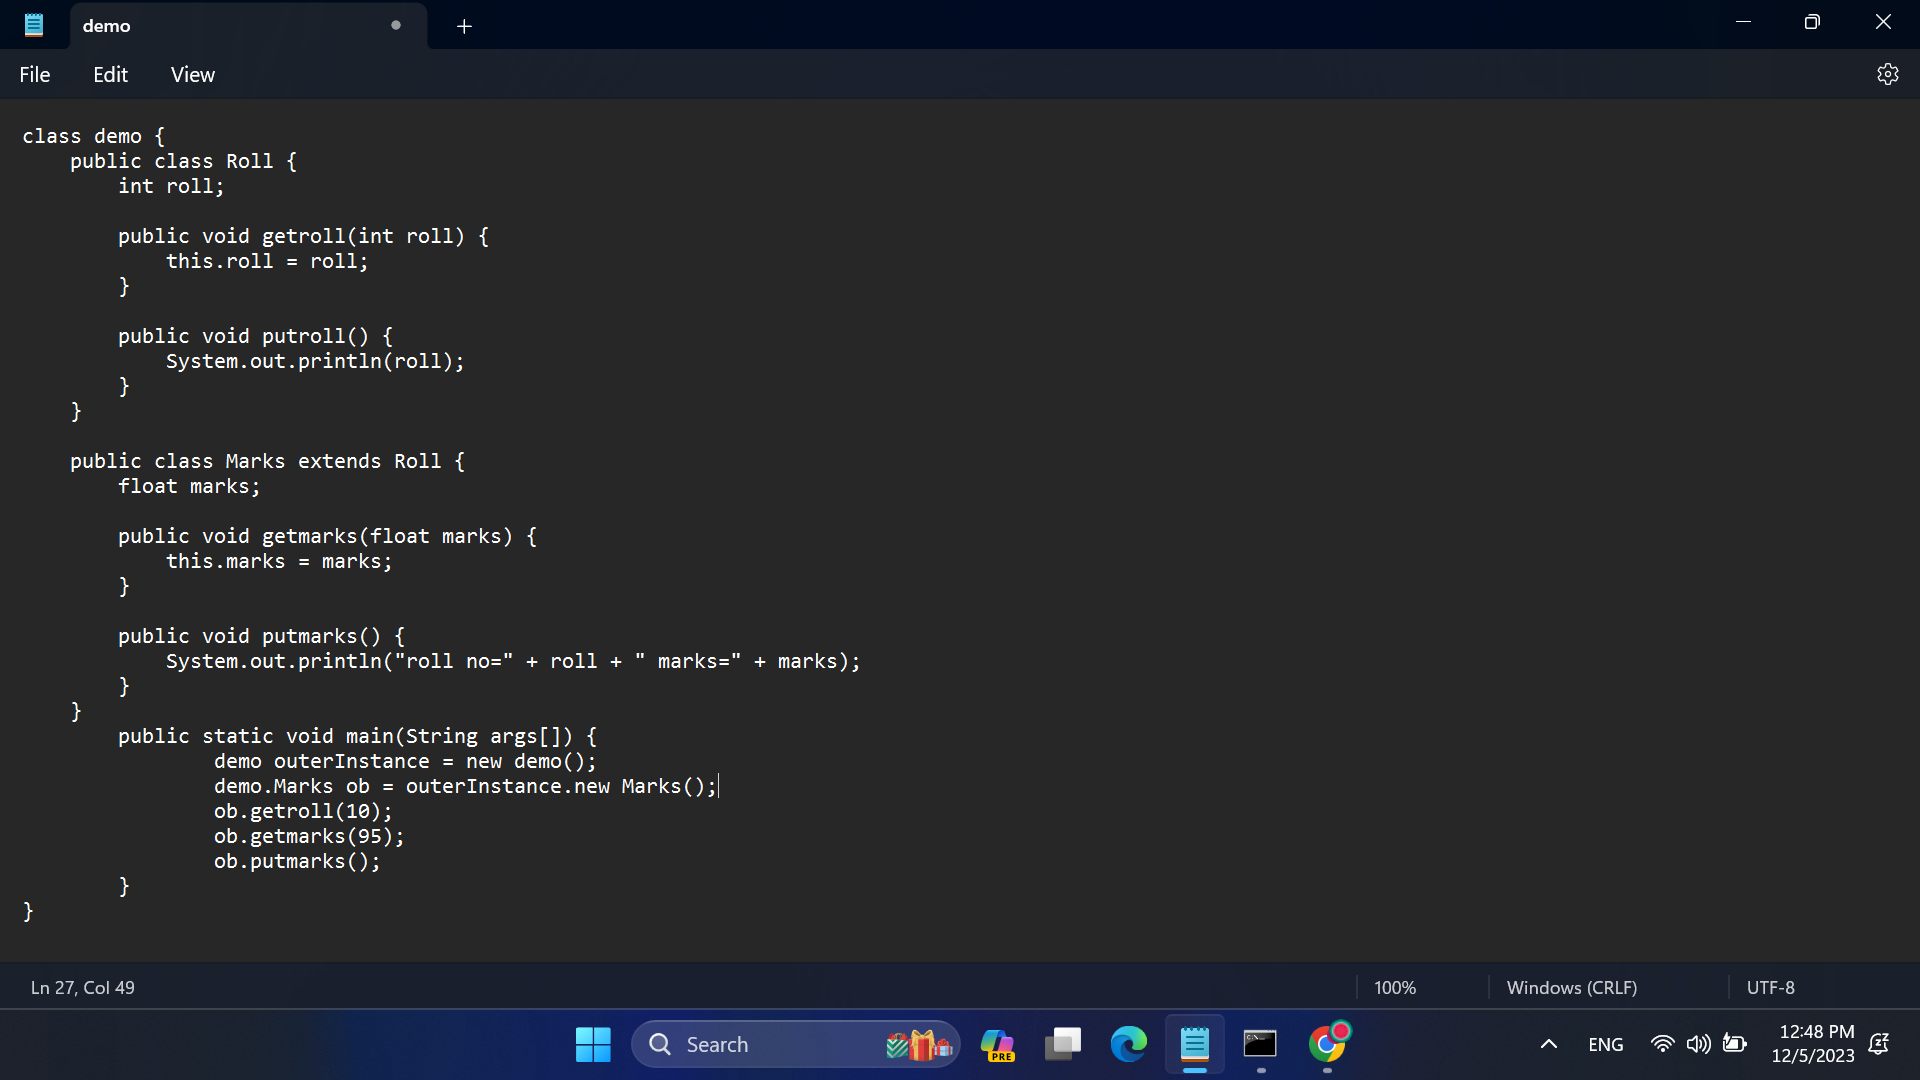 demo
File Edit View
class demo {
    public class Roll {
        int roll;

        public void getroll(int roll) {
            this.roll = roll;
        }

        public void putroll() {
            System.out.println(roll);
        }
    }

    public class Marks extends Roll {
        float marks;

        public void getmarks(float marks) {
            this.marks = marks;
        }

        public void putmarks() {
            System.out.println("roll no=" + roll + " marks=" + marks);
        }
    }
        public static void main(String args[]) {
                demo outerInstance = new demo();
                demo.Marks ob = outerInstance.new Marks();
                ob.getroll(10);
                ob.getmarks(95);
                ob.putmarks();
        }
}
Ln 27, Col 49 100% Windows (CRLF) UTF-8
Search PRE ENG 12:48 PM
12/5/2023